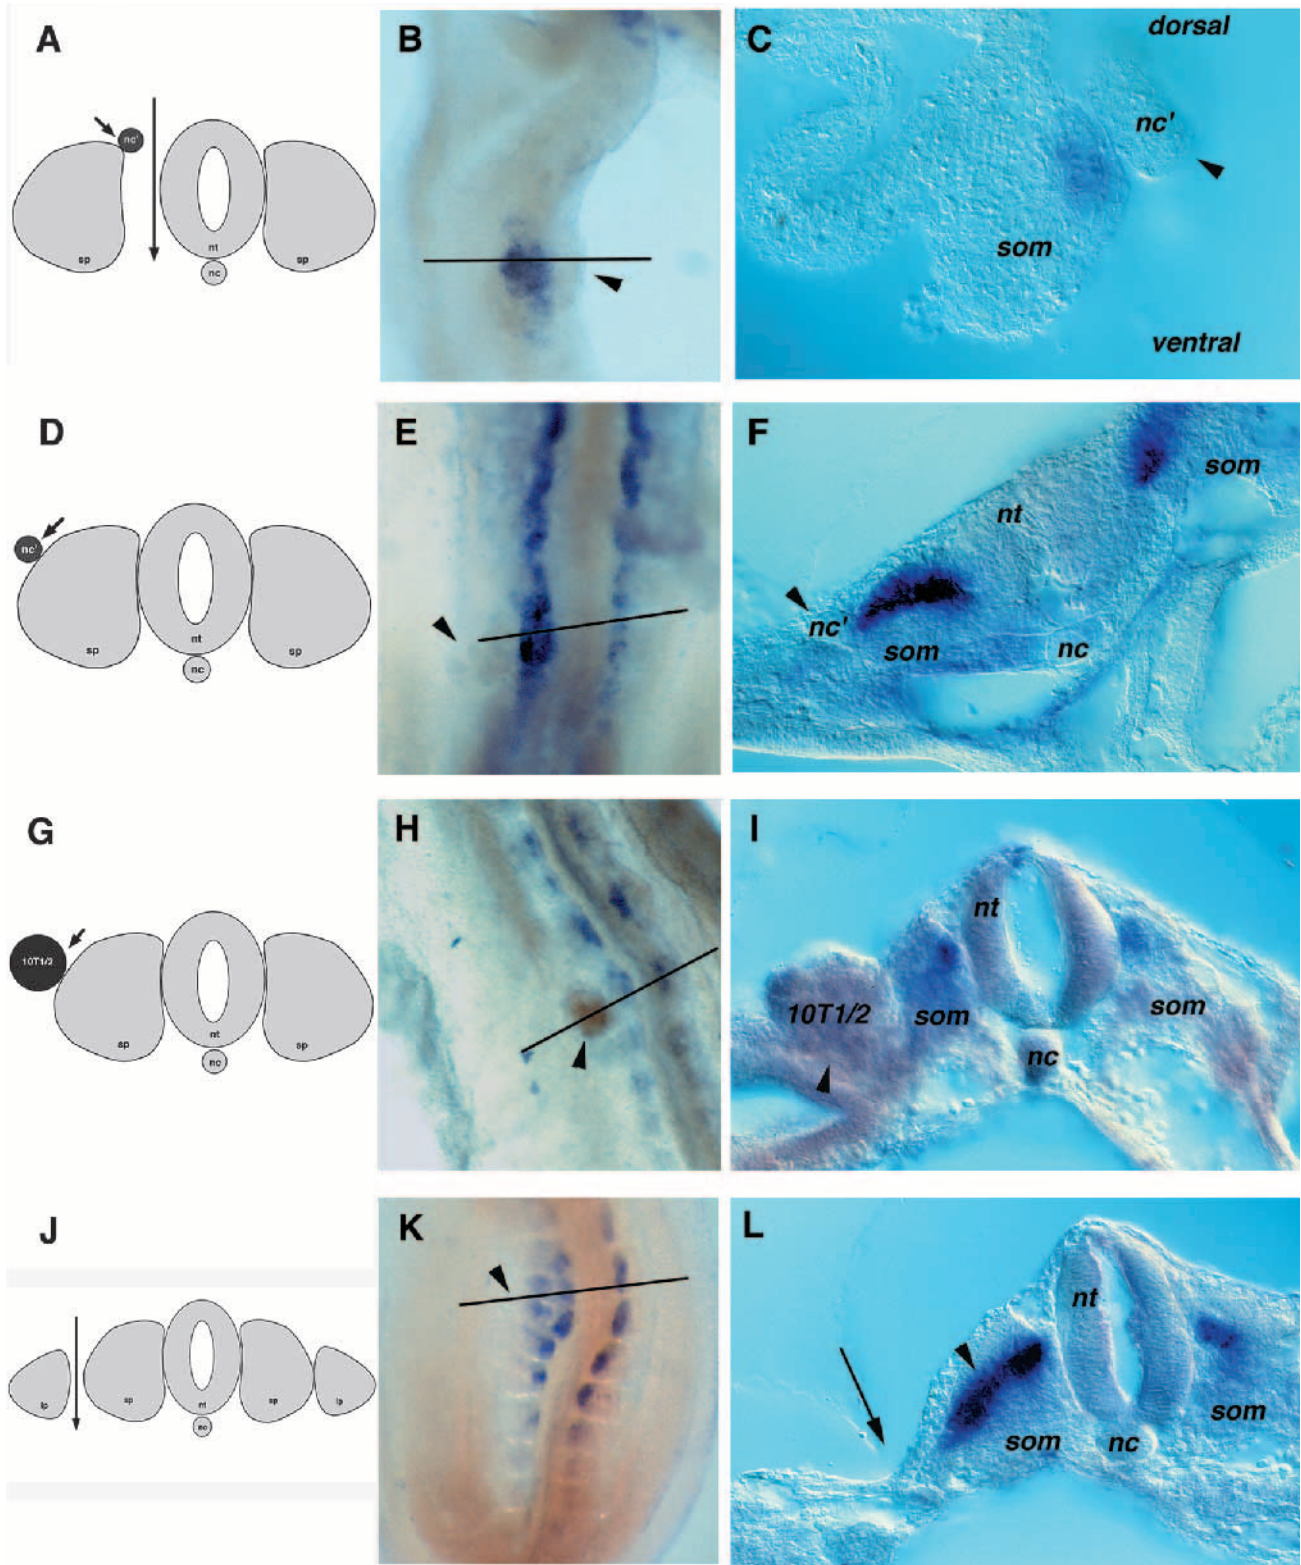 A
nc'
sp
nt
nc
sp
B
C
dorsal
nc'
som
ventral
D
nc'
sp
nt
nc
sp
E
F
som
nt
nc'
som
nc
G
10T1/2
sp
nt
nc
sp
H
I
nt
10T1/2
som
som
nc
J
lp
sp
nt
nc
sp
lp
K
L
nt
som
nc
som